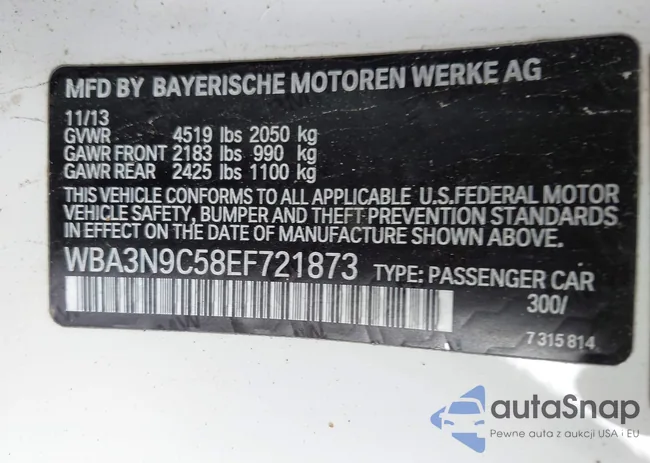 MFD BY BAYERISCHE MOTOREN WERKE AG
11/13
GVWR 4519 lbs 2050 kg
GAWR FRONT 2183 lbs 990 kg
GAWR REAR 2425 lbs 1100 kg
THIS VEHICLE CONFORMS TO ALL APPLICABLE U.S.FEDERAL MOTOR
VEHICLE SAFETY, BUMPER AND THEFT PREVENTION STANDARDS
IN EFFECT ON THE DATE OF MANUFACTURE SHOWN ABOVE.
WBA3N9C58EF721873 TYPE: PASSENGER CAR
300/
7 315 814
autaSnap
Pewne auta z aukcji USA i EU